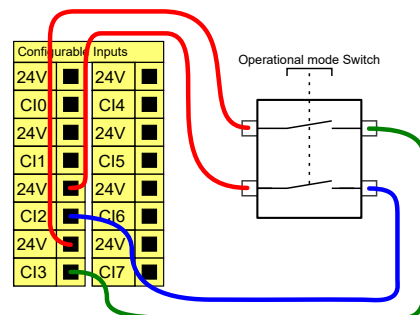 Configurable Inputs
Operational mode Switch
24V 24V
CI0 CI4
24V 24V
CI1 CI5
24V 24V
CI2 CI6
24V 24V
CI3 CI7